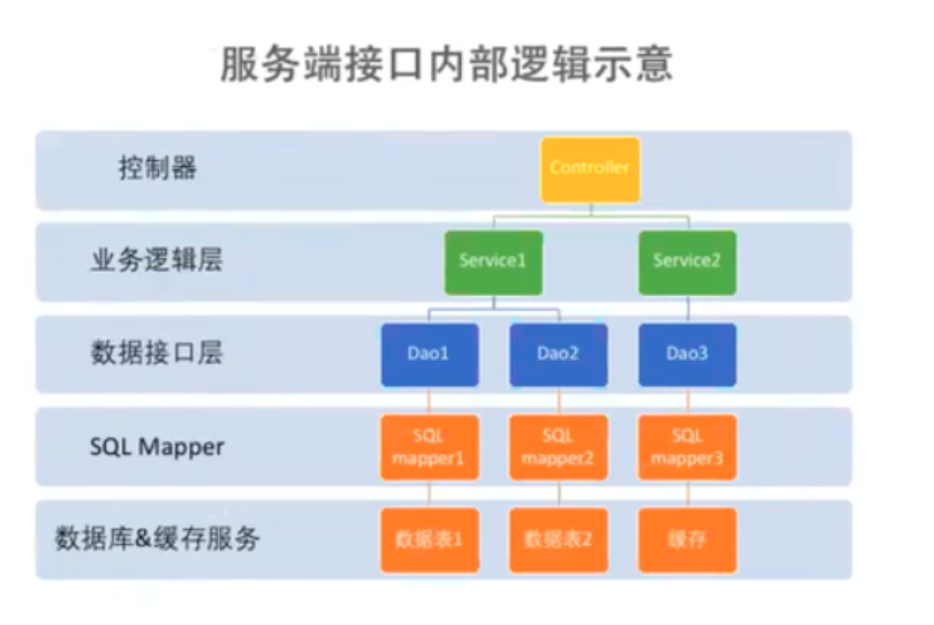 服务端接口内部逻辑示意
控制器
Controller
业务逻辑层
Service1
Service2
数据接口层
Dao1
Dao2
Dao3
SQL Mapper
SQL
mapper1
SQL
mapper2
SQL
mapper3
数据库&缓存服务
数据表1
数据表2
缓存